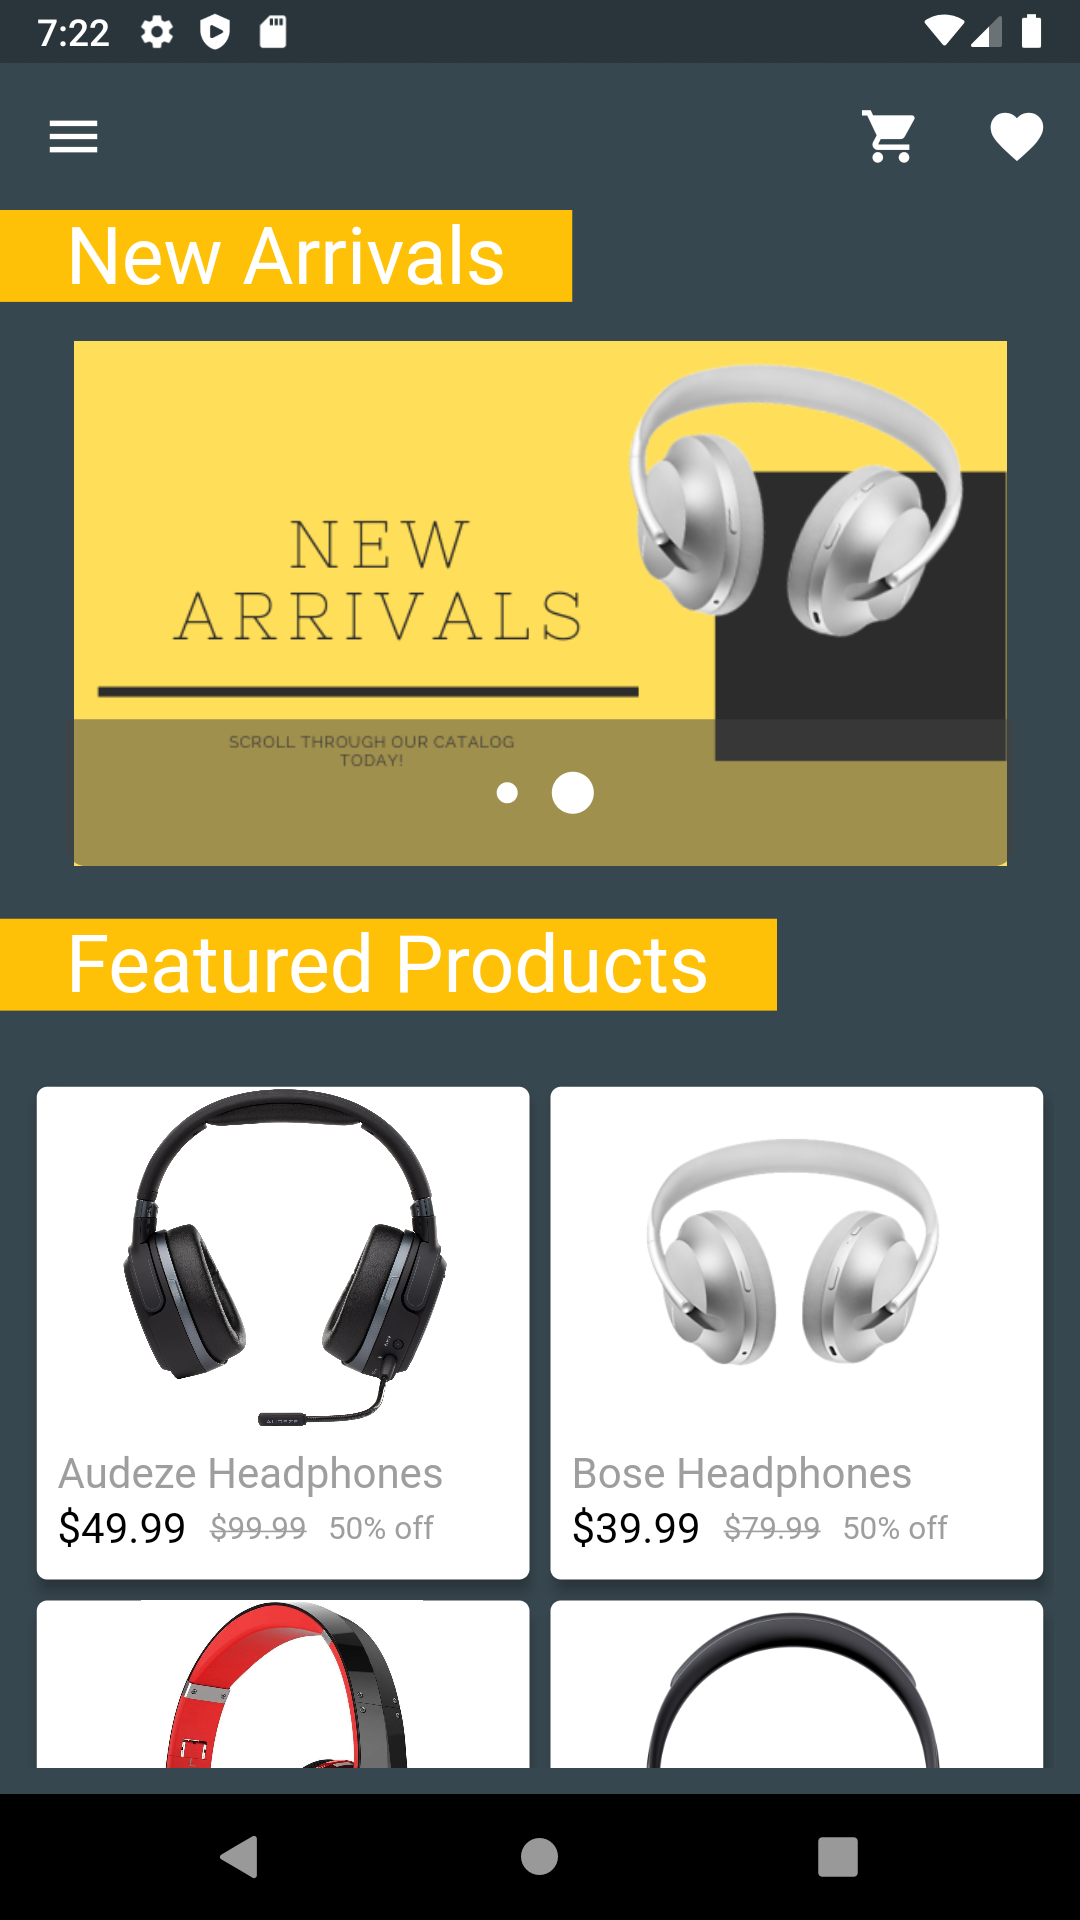 7:22
New Arrivals
NEW
ARRIVALS
SCROLL THROUGH OUR CATALOG
TODAY!
Featured Products
Audeze Headphones
$49.99 $99.99 50% off
Bose Headphones
$39.99 $79.99 50% off